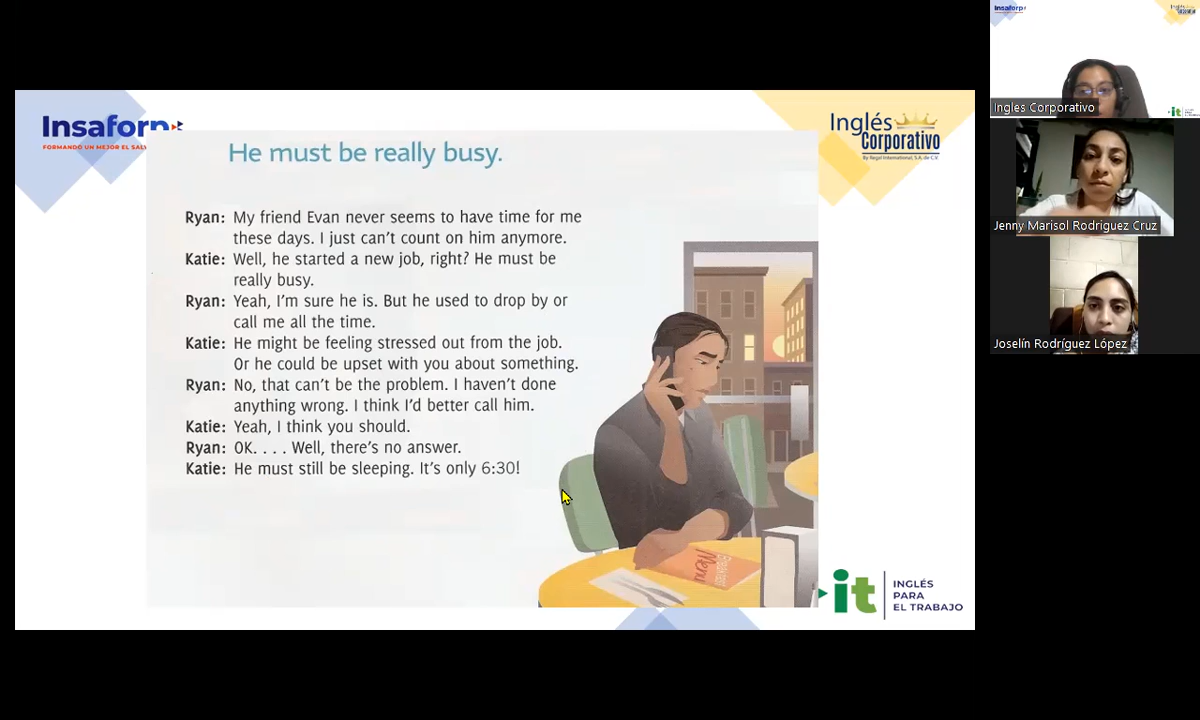 Insaforp
FORMANDO UN MEJOR EL SALV
Inglés
Corporativo
By Regal International, S.A. de C.V.
He must be really busy.
Ryan: My friend Evan never seems to have time for me
these days. I just can't count on him anymore.
Katie: Well, he started a new job, right? He must be
really busy.
Ryan: Yeah, I'm sure he is. But he used to drop by or
call me all the time.
Katie: He might be feeling stressed out from the job.
Or he could be upset with you about something.
Ryan: No, that can't be the problem. I haven't done
anything wrong. I think I'd better call him.
Katie: Yeah, I think you should.
Ryan: OK. . . . Well, there's no answer.
Katie: He must still be sleeping. It's only 6:30!
Breakfast
Menu
it
INGLÉS
PARA
EL TRABAJO
Insaforp
Ingles Corporativo
it
Jenny Marisol Rodriguez Cruz
Joselín Rodríguez López